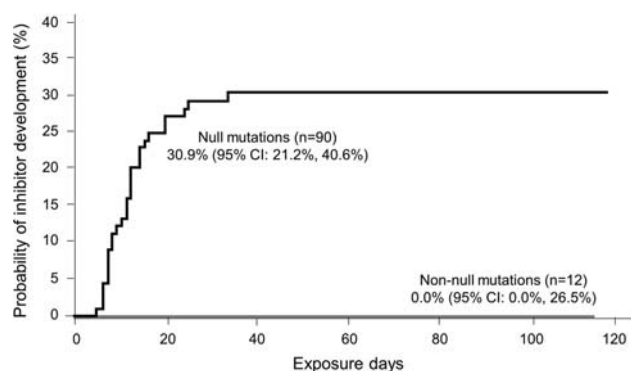 Probability of inhibitor development (%)
40
35
30
25
20
15
10
5
0
Null mutations (n=90)
30.9% (95% CI: 21.2%, 40.6%)
Non-null mutations (n=12)
0.0% (95% CI: 0.0%, 26.5%)
0 20 40 60 80 100 120
Exposure days